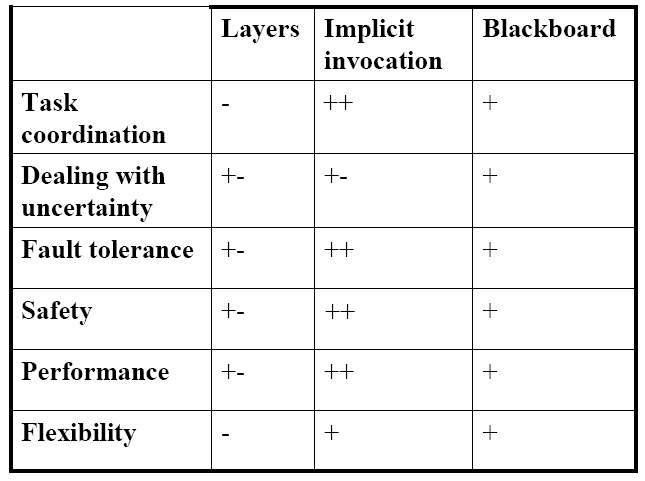 Layers Implicit invocation Blackboard
Task coordination - ++ +
Dealing with uncertainty +- +- +
Fault tolerance +- ++ +
Safety +- ++ +
Performance +- ++ +
Flexibility - + +